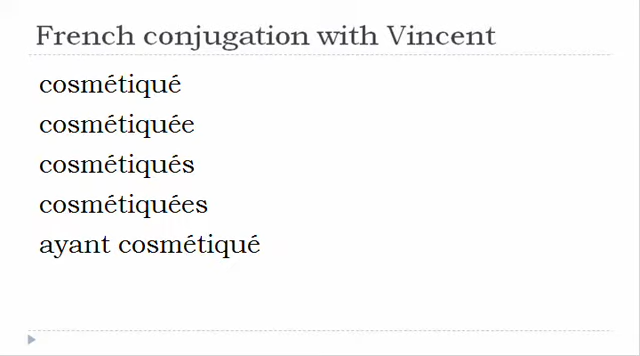 French conjugation with Vincent
cosmétiqué
cosmétiquée
cosmétiqués
cosmétiquées
ayant cosmétiqué